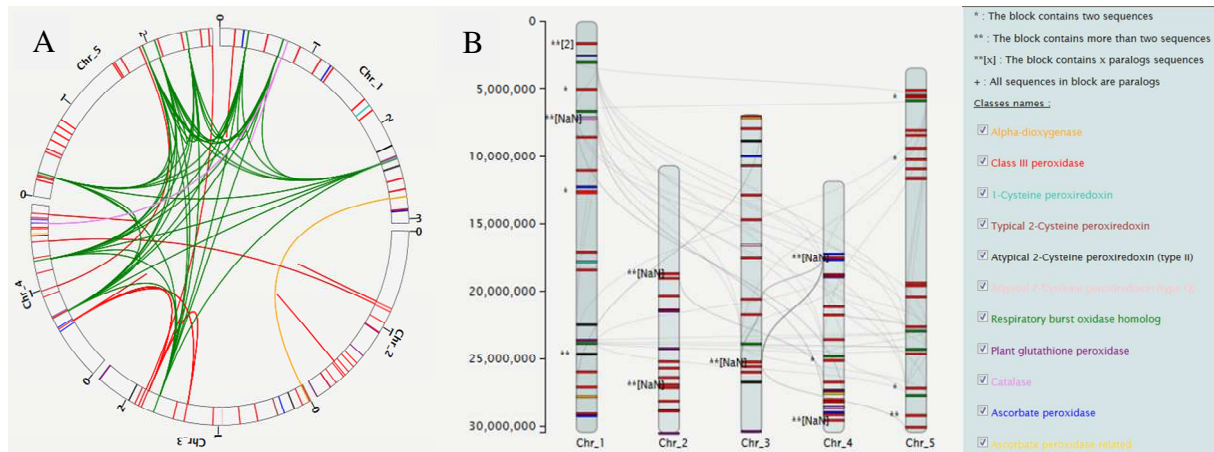 A
0
T
Chr_1
2
3
0
T
Chr_2
0
T
Chr_3
2
0
T
Chr_4
0
T
Chr_5
2
B
0
5,000,000
10,000,000
15,000,000
20,000,000
25,000,000
30,000,000
**[2]
*
**[NaN]
*
**
**[NaN]
**[NaN]
**[NaN]
**[NaN]
*
**[NaN]
*
*
*
**
Chr_1 Chr_2 Chr_3 Chr_4 Chr_5
* : The block contains two sequences
** : The block contains more than two sequences
**[x] : The block contains x paralogs sequences
+ : All sequences in block are paralogs
Classes names :
Alpha-dioxygenase
Class III peroxidase
1-Cysteine peroxiredoxin
Typical 2-Cysteine peroxiredoxin
Atypical 2-Cysteine peroxiredoxin (type II)
Respiratory burst oxidase homolog
Plant glutathione peroxidase
Catalase
Ascorbate peroxidase
Ascorbate peroxidase-related